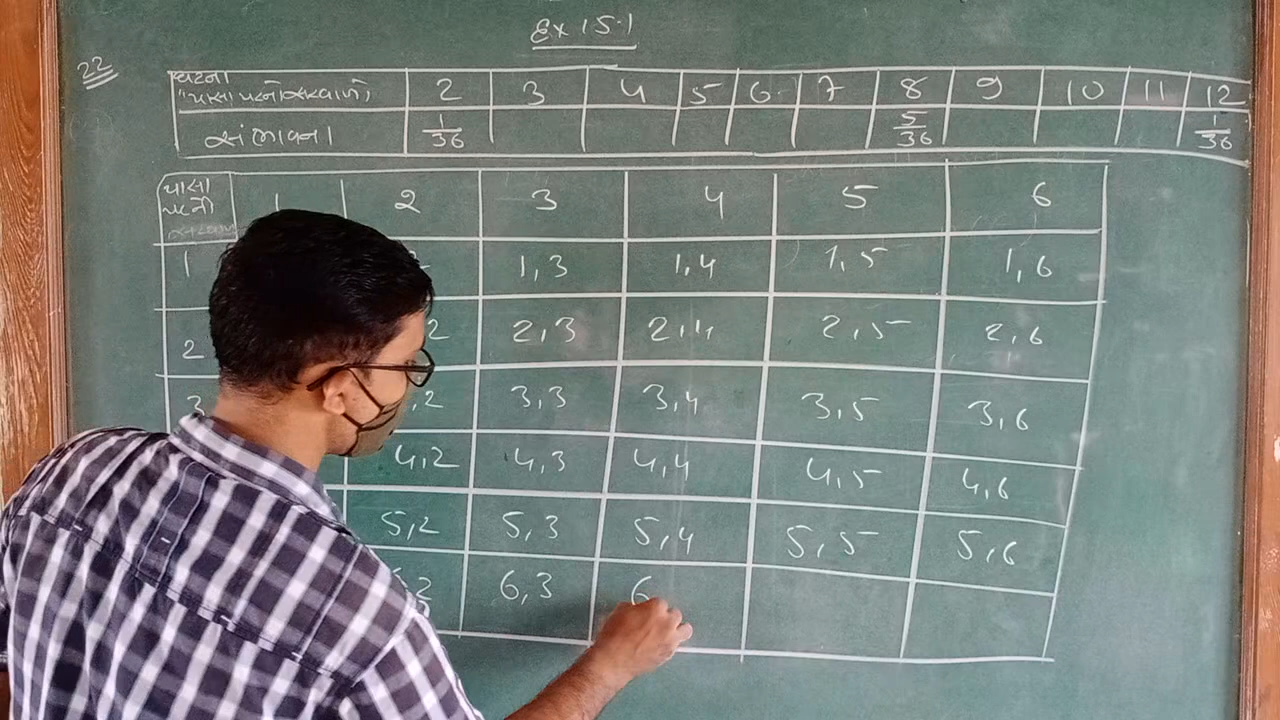 Ex 15.1
22
ઘટના
2 3 4 5 6 7 8 9 10 11 12
સંભાવના 1/36 5/36 1/36
પાસા
પરની
1 2 3 4 5 6
1 1,3 1,4 1,5 1,6
2 2 2,3 2,4 2,5 2,6
3 ,2 3,3 3,4 3,5 3,6
4,2 4,3 4,4 4,5 4,6
5,2 5,3 5,4 5,5 5,6
,2 6,3 6